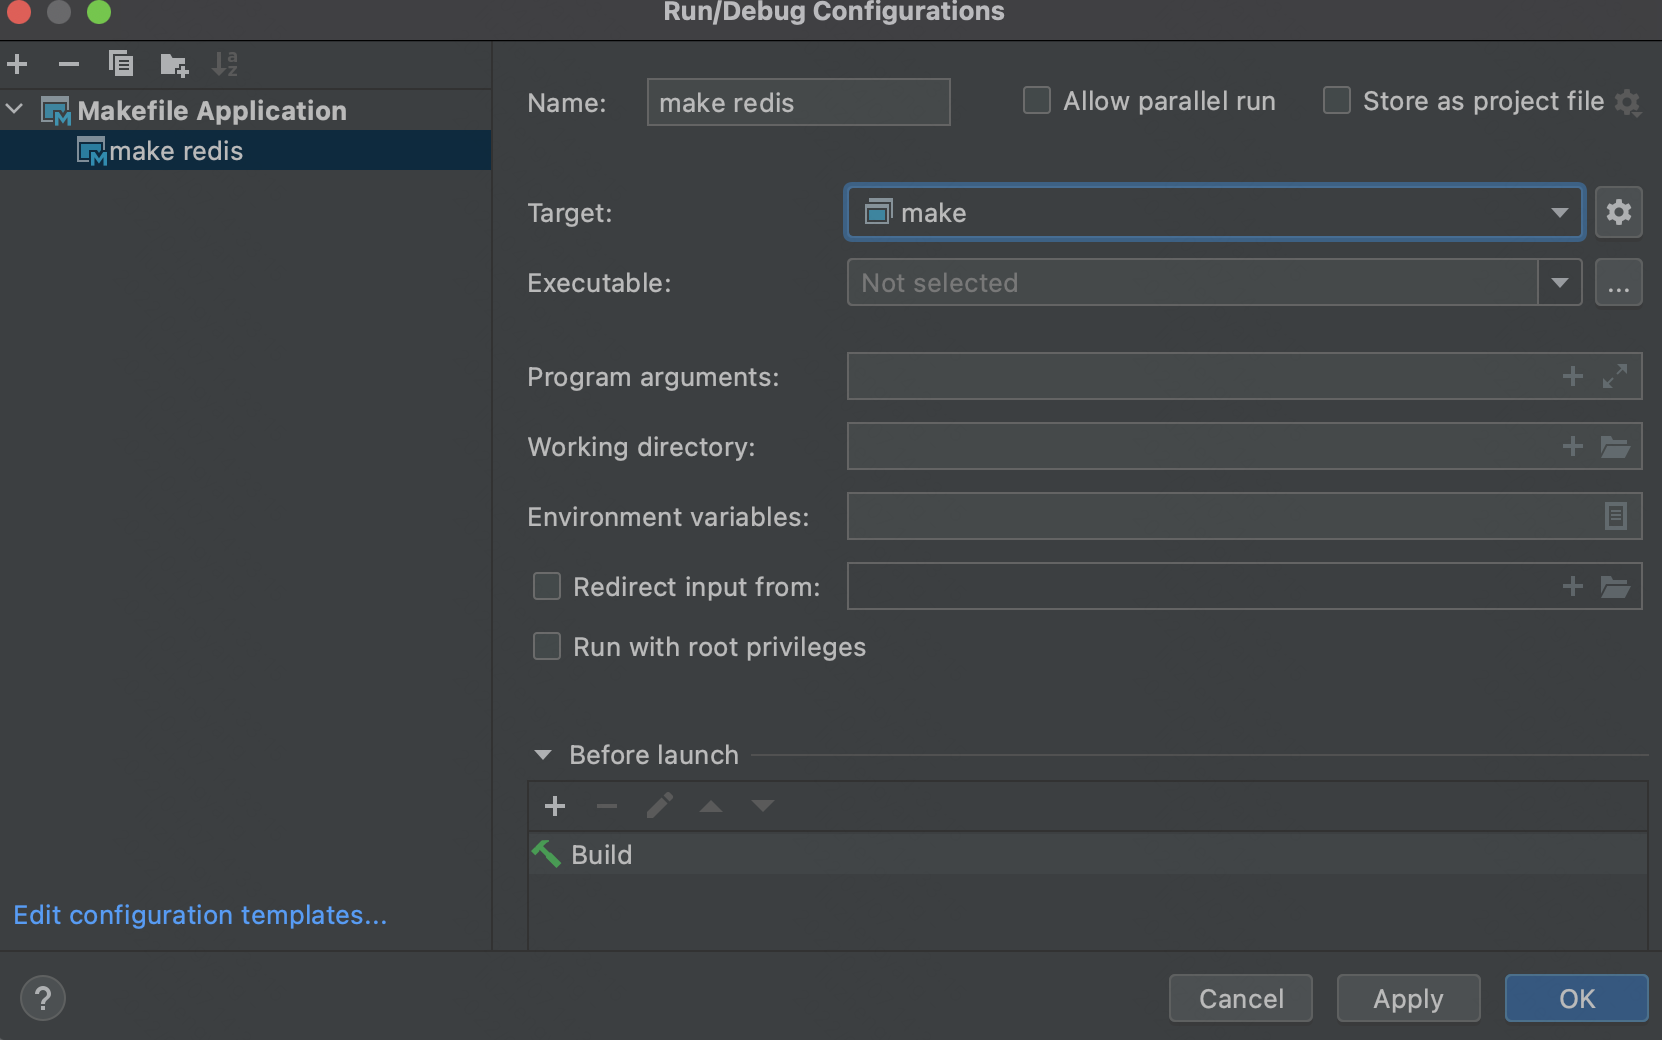 Run/Debug Configurations
Makefile Application
make redis
Name:
make redis
Allow parallel run
Store as project file
Target:
make
Executable:
Not selected
...
Program arguments:
Working directory:
Environment variables:
Redirect input from:
Run with root privileges
Before launch
Build
Edit configuration templates...
?
Cancel
Apply
OK